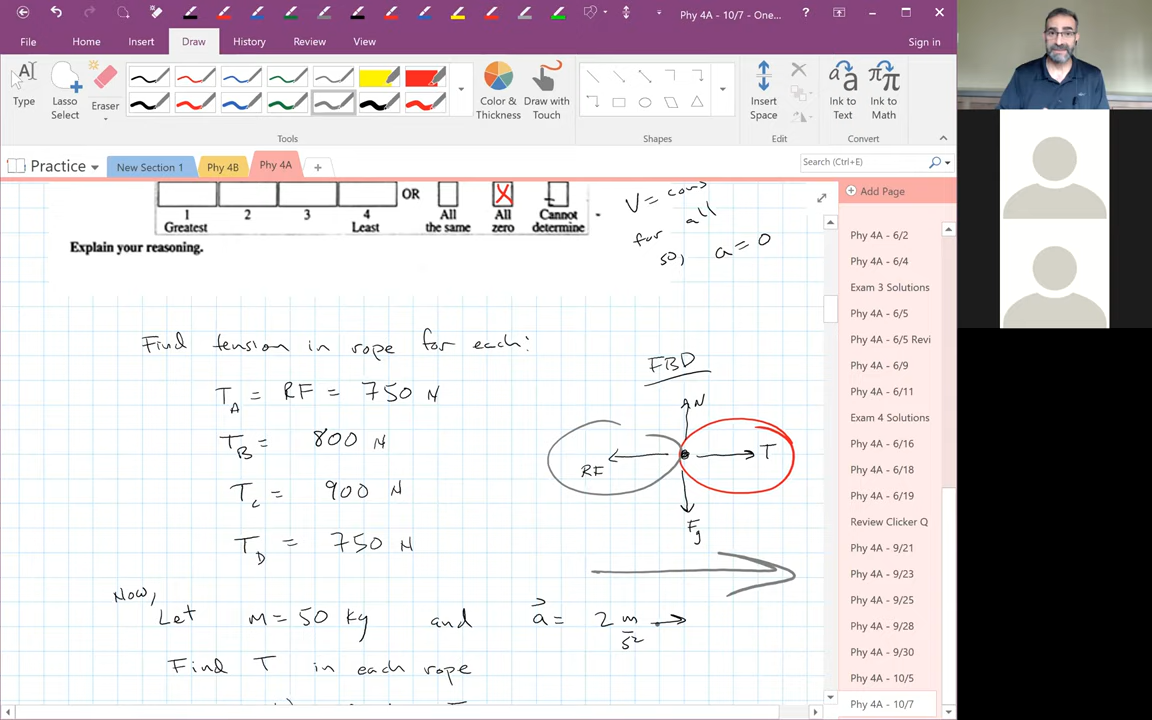 Phy 4A - 10/7 - One...
File Home Insert Draw History Review View Sign in
Type
Lasso Select
Eraser
Color & Thickness
Draw with Touch
Insert Space
Ink to Text
Ink to Math
Tools
Shapes
Edit
Convert
Practice
New Section 1
Phy 4B
Phy 4A
Search (Ctrl+E)
Add Page
Phy 4A - 6/2
Phy 4A - 6/4
Exam 3 Solutions
Phy 4A - 6/5
Phy 4A - 6/5 Revi
Phy 4A - 6/9
Phy 4A - 6/11
Exam 4 Solutions
Phy 4A - 6/16
Phy 4A - 6/18
Phy 4A - 6/19
Review Clicker Q
Phy 4A - 9/21
Phy 4A - 9/23
Phy 4A - 9/25
Phy 4A - 9/28
Phy 4A - 9/30
Phy 4A - 10/5
Phy 4A - 10/7
OR
X
1 2 3 4 All All Cannot
Greatest Least the same zero determine
Explain your reasoning.
V = cons
all
for
so, a = 0
Find tension in rope for each:
T_A = RF = 750 N
T_B = 800 N
T_C = 900 N
T_D = 750 N
FBD
N
RF
T
Fg
Now,
Let m = 50 kg and a⃗ = 2 m/s² →
Find T in each rope